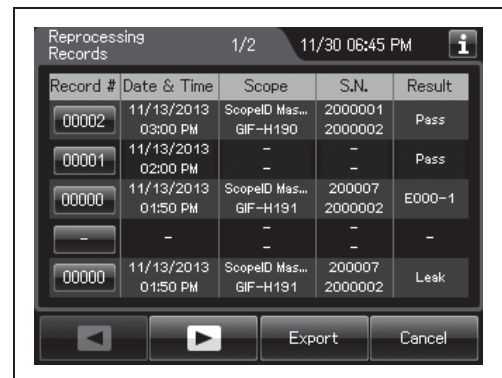 Reprocessing Records 1/2 11/30 06:45 PM i
Record # Date & Time Scope S.N. Result
00002 11/13/2013 03:00 PM ScopeID Mas... GIF-H190 2000001 2000002 Pass
00001 11/13/2013 02:00 PM - - - - Pass
00000 11/13/2013 01:50 PM ScopeID Mas... GIF-H191 200007 2000002 E000-1
- - - - - - -
00000 11/13/2013 01:50 PM ScopeID Mas... GIF-H191 200007 2000002 Leak
Export Cancel